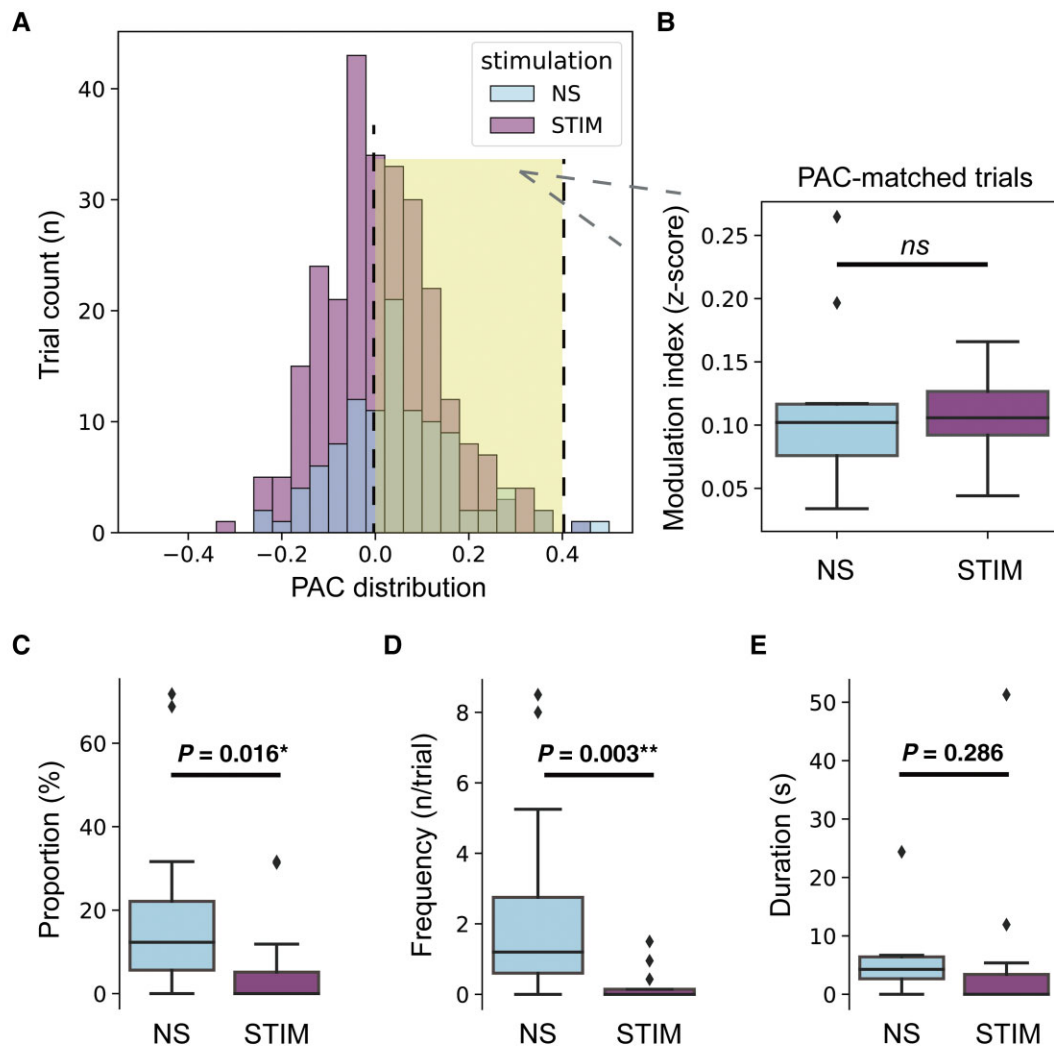 A
stimulation
NS
STIM
Trial count (n)
40
30
20
10
0
−0.4
−0.2
0.0
0.2
0.4
PAC distribution
B
PAC-matched trials
ns
Modulation index (z-score)
0.25
0.20
0.15
0.10
0.05
NS
STIM
C
P = 0.016*
Proportion (%)
60
40
20
0
NS
STIM
D
P = 0.003**
Frequency (n/trial)
8
6
4
2
0
NS
STIM
E
P = 0.286
Duration (s)
50
40
30
20
10
0
NS
STIM